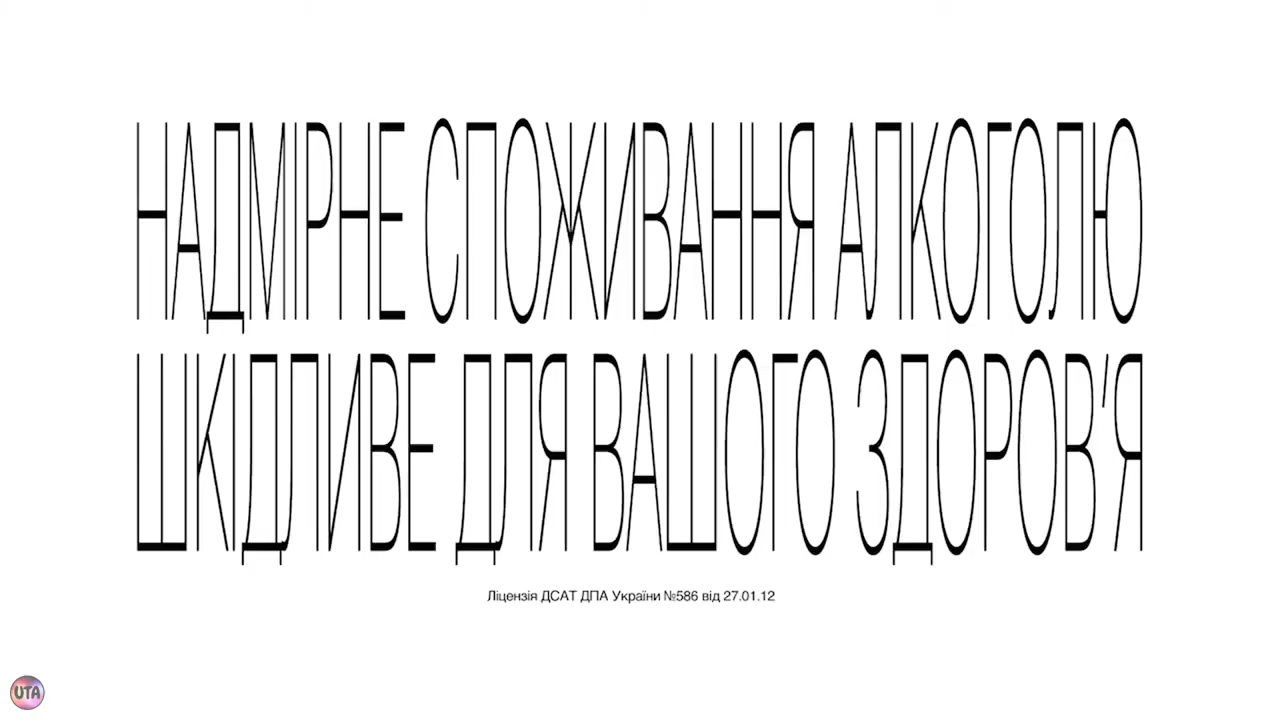 НАДМІРНЕ СПОЖИВАННЯ АЛКОГОЛЮ
ШКІДЛИВЕ ДЛЯ ВАШОГО ЗДОРОВ'Я
Ліцензія ДСАТ ДПА України №586 від 27.01.12
UTA